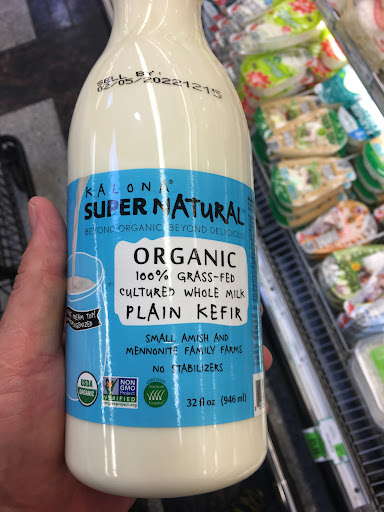 SELL BY:
02/05/2022 1215
KALONA
SUPER NATURAL®
BEYOND ORGANIC, BEYOND DELICIOUS
ORGANIC
100% GRASS-FED
CULTURED WHOLE MILK
PLAIN KEFIR
CREAM TOP
SMALL AMISH AND
MENNONITE FAMILY FARMS
NO STABILIZERS
USDA
ORGANIC
NON
GMO
Project
VERIFIED
32 fl oz (946 ml)